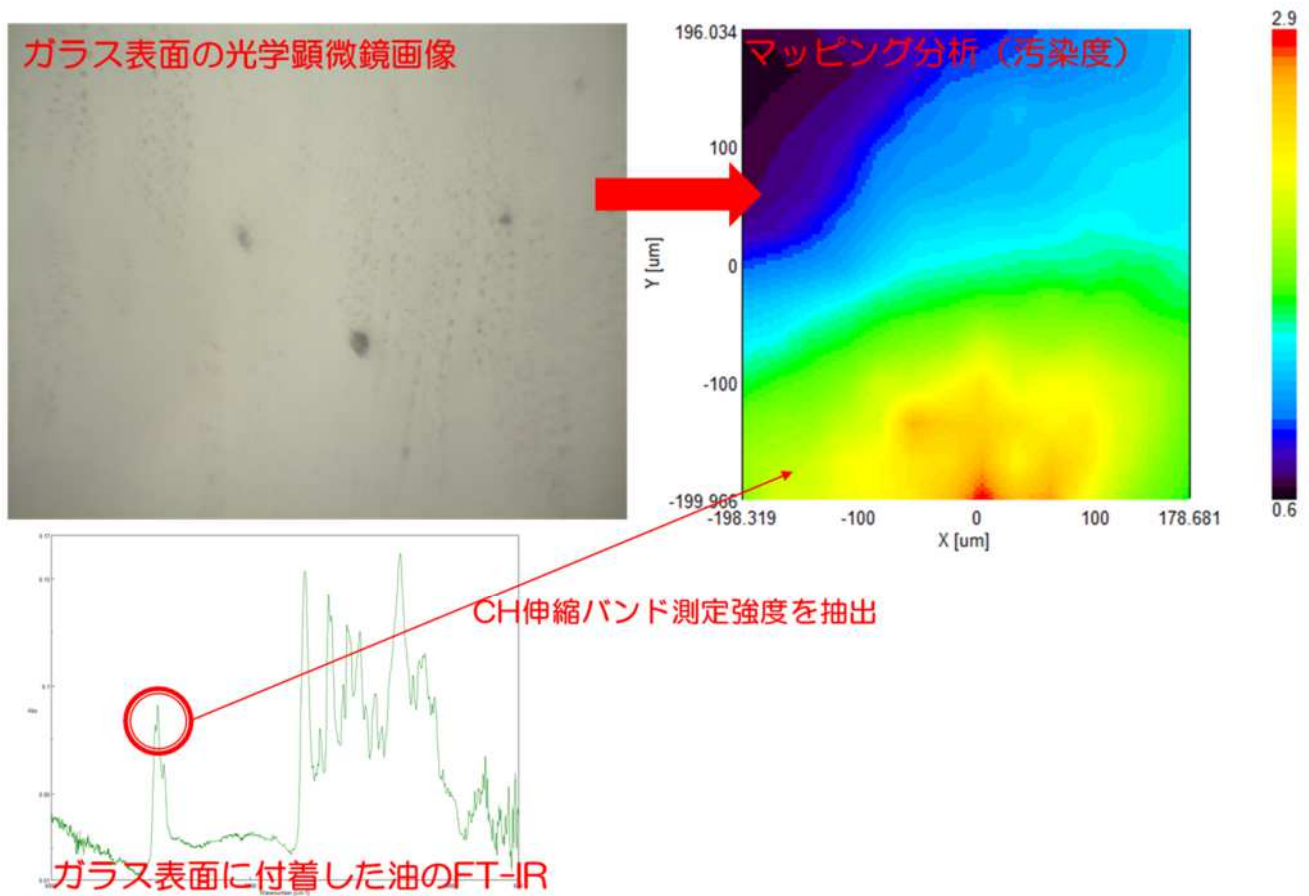 ガラス表面の光学顕微鏡画像
マッピング分析（汚染度）
2.9
0.6
196.034
100
0
-100
-199.966
Y [um]
-198.319
-100
0
100
178.681
X [um]
CH伸縮バンド測定強度を抽出
ガラス表面に付着した油のFT-IR